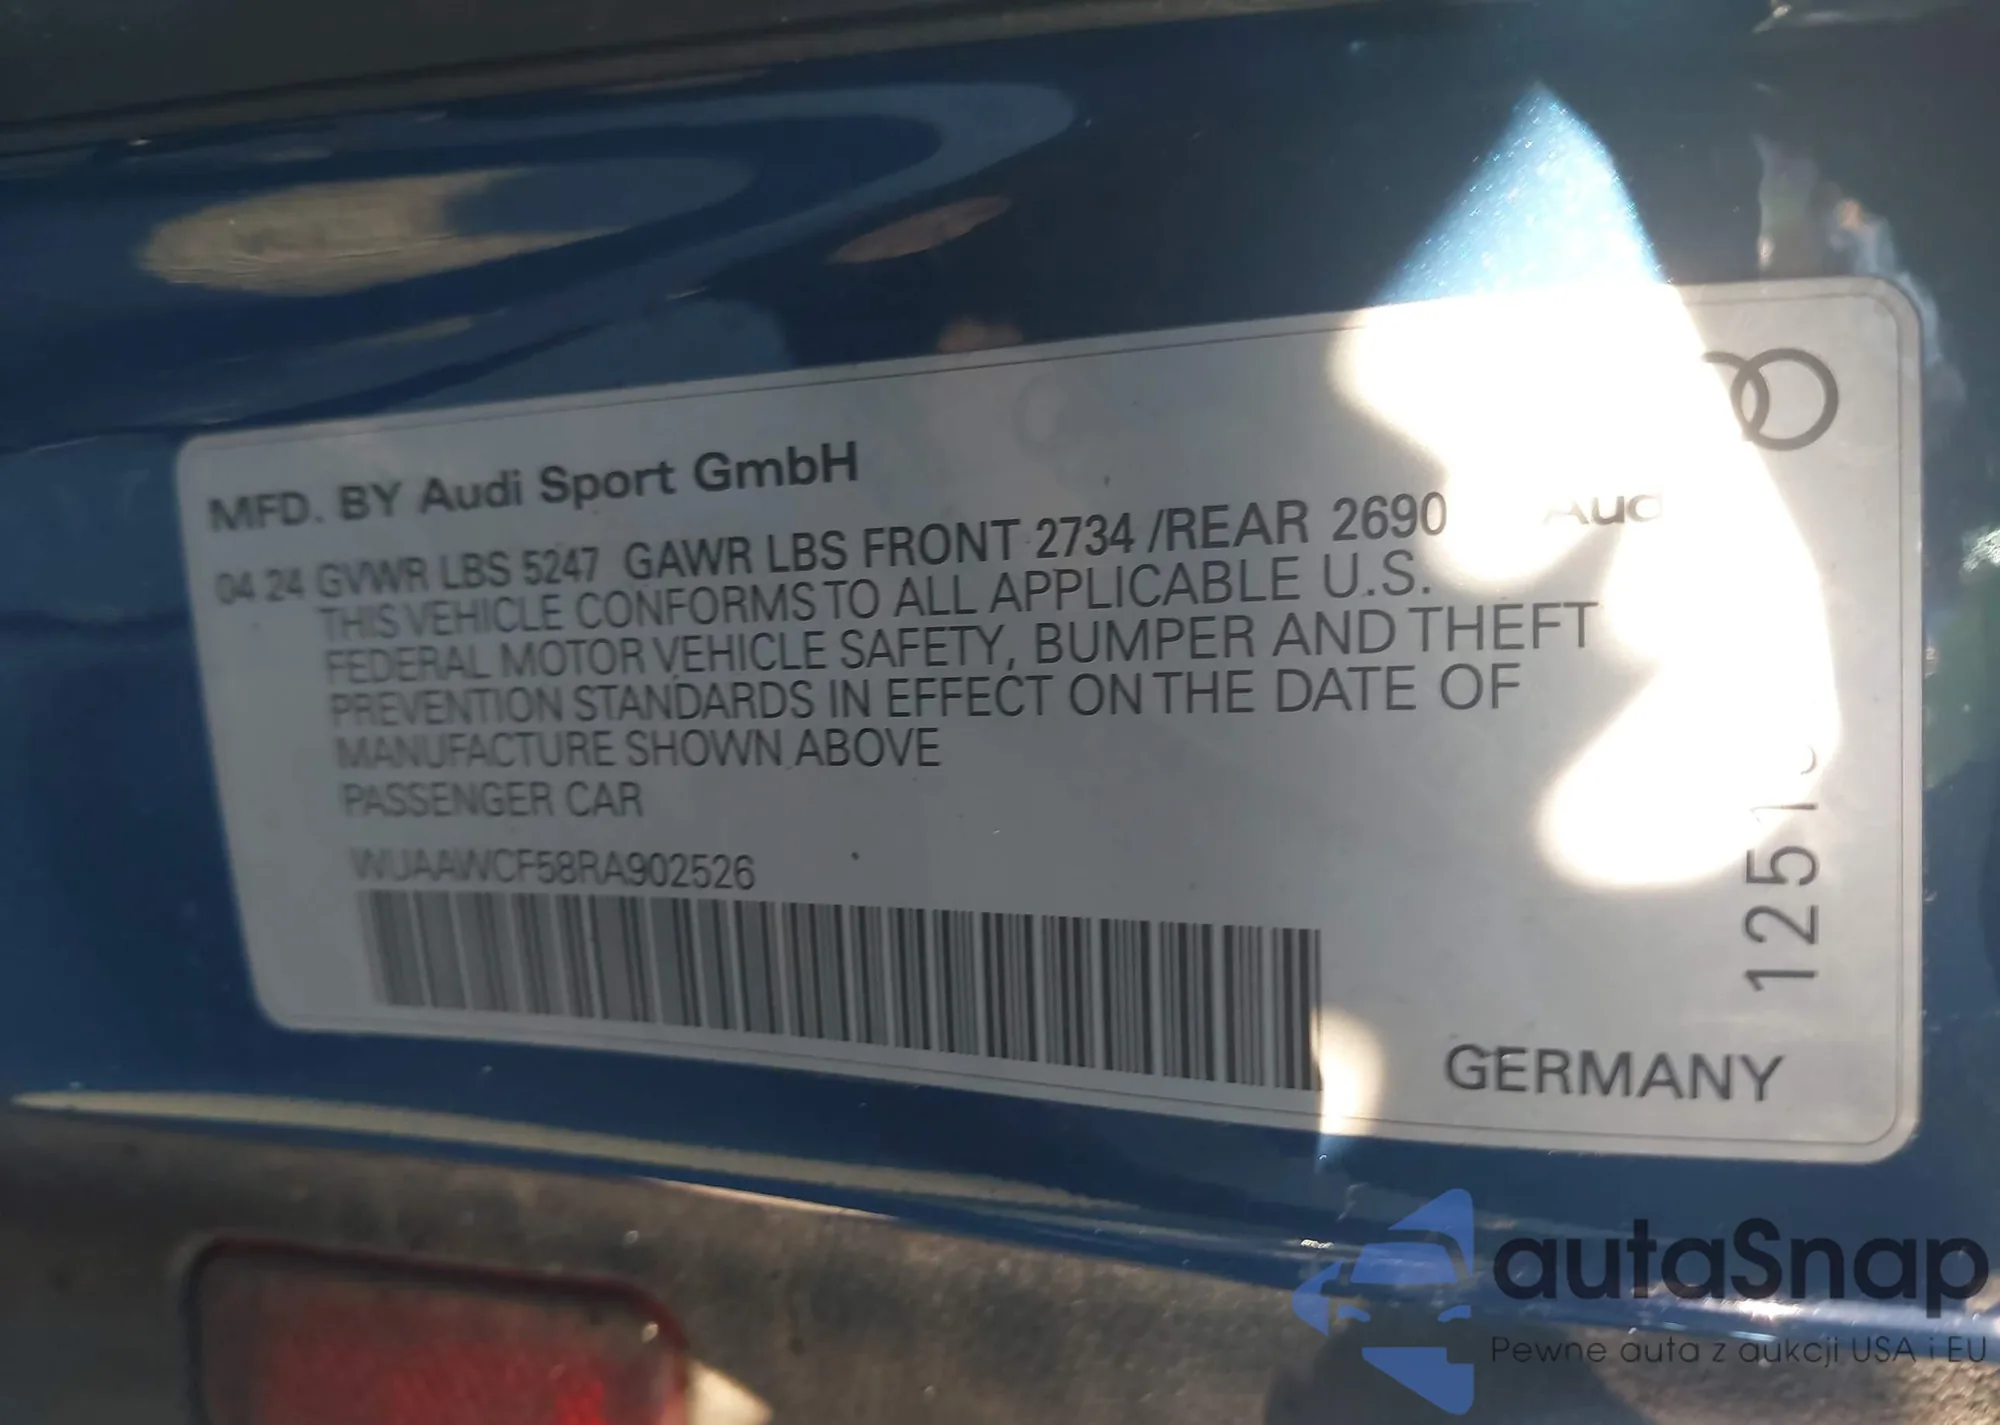 MFD. BY Audi Sport GmbH
04 24 GVWR LBS 5247 GAWR LBS FRONT 2734 /REAR 2690
THIS VEHICLE CONFORMS TO ALL APPLICABLE U.S.
FEDERAL MOTOR VEHICLE SAFETY, BUMPER AND THEFT
PREVENTION STANDARDS IN EFFECT ON THE DATE OF
MANUFACTURE SHOWN ABOVE
PASSENGER CAR
WUAAWCF58RA902526
GERMANY
autaSnap
Pewne auta z aukcji USA i EU